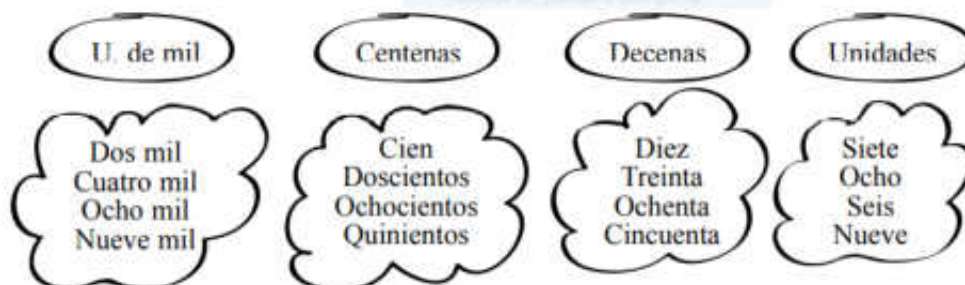 U. de mil
Centenas
Decenas
Unidades
Dos mil
Cuatro mil
Ocho mil
Nueve mil
Cien
Doscientos
Ochocientos
Quinientos
Diez
Treinta
Ochenta
Cincuenta
Siete
Ocho
Seis
Nueve